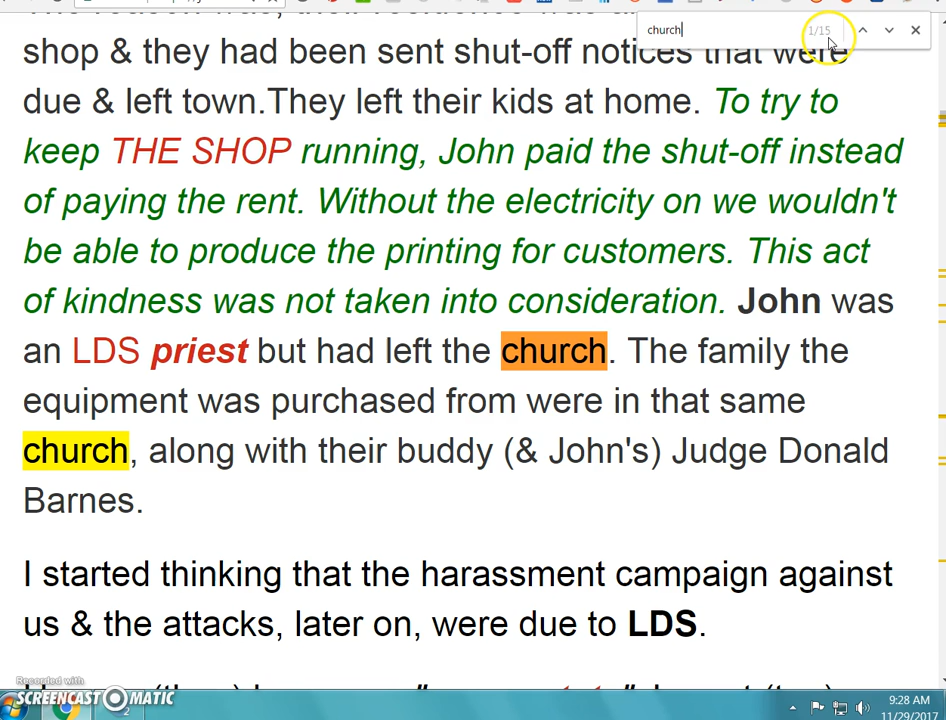 church 1/15
shop & they had been sent shut-off notices that were
due & left town.They left their kids at home. To try to
keep THE SHOP running, John paid the shut-off instead
of paying the rent. Without the electricity on we wouldn't
be able to produce the printing for customers. This act
of kindness was not taken into consideration. John was
an LDS priest but had left the church. The family the
equipment was purchased from were in that same
church, along with their buddy (& John's) Judge Donald
Barnes.
I started thinking that the harassment campaign against
us & the attacks, later on, were due to LDS.
Recorded with
SCREENCAST-O-MATIC
2
9:28 AM
11/29/2017